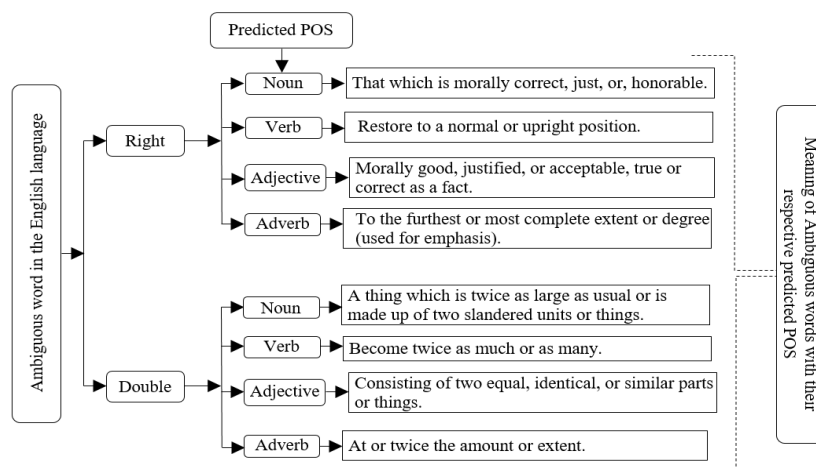 Predicted POS
Ambiguous word in the English language
Right
Noun
That which is morally correct, just, or, honorable.
Verb
Restore to a normal or upright position.
Adjective
Morally good, justified, or acceptable, true or
correct as a fact.
Adverb
To the furthest or most complete extent or degree
(used for emphasis).
Double
Noun
A thing which is twice as large as usual or is
made up of two slandered units or things.
Verb
Become twice as much or as many.
Adjective
Consisting of two equal, identical, or similar parts
or things.
Adverb
At or twice the amount or extent.
Meaning of Ambiguous words with their
respective predicted POS